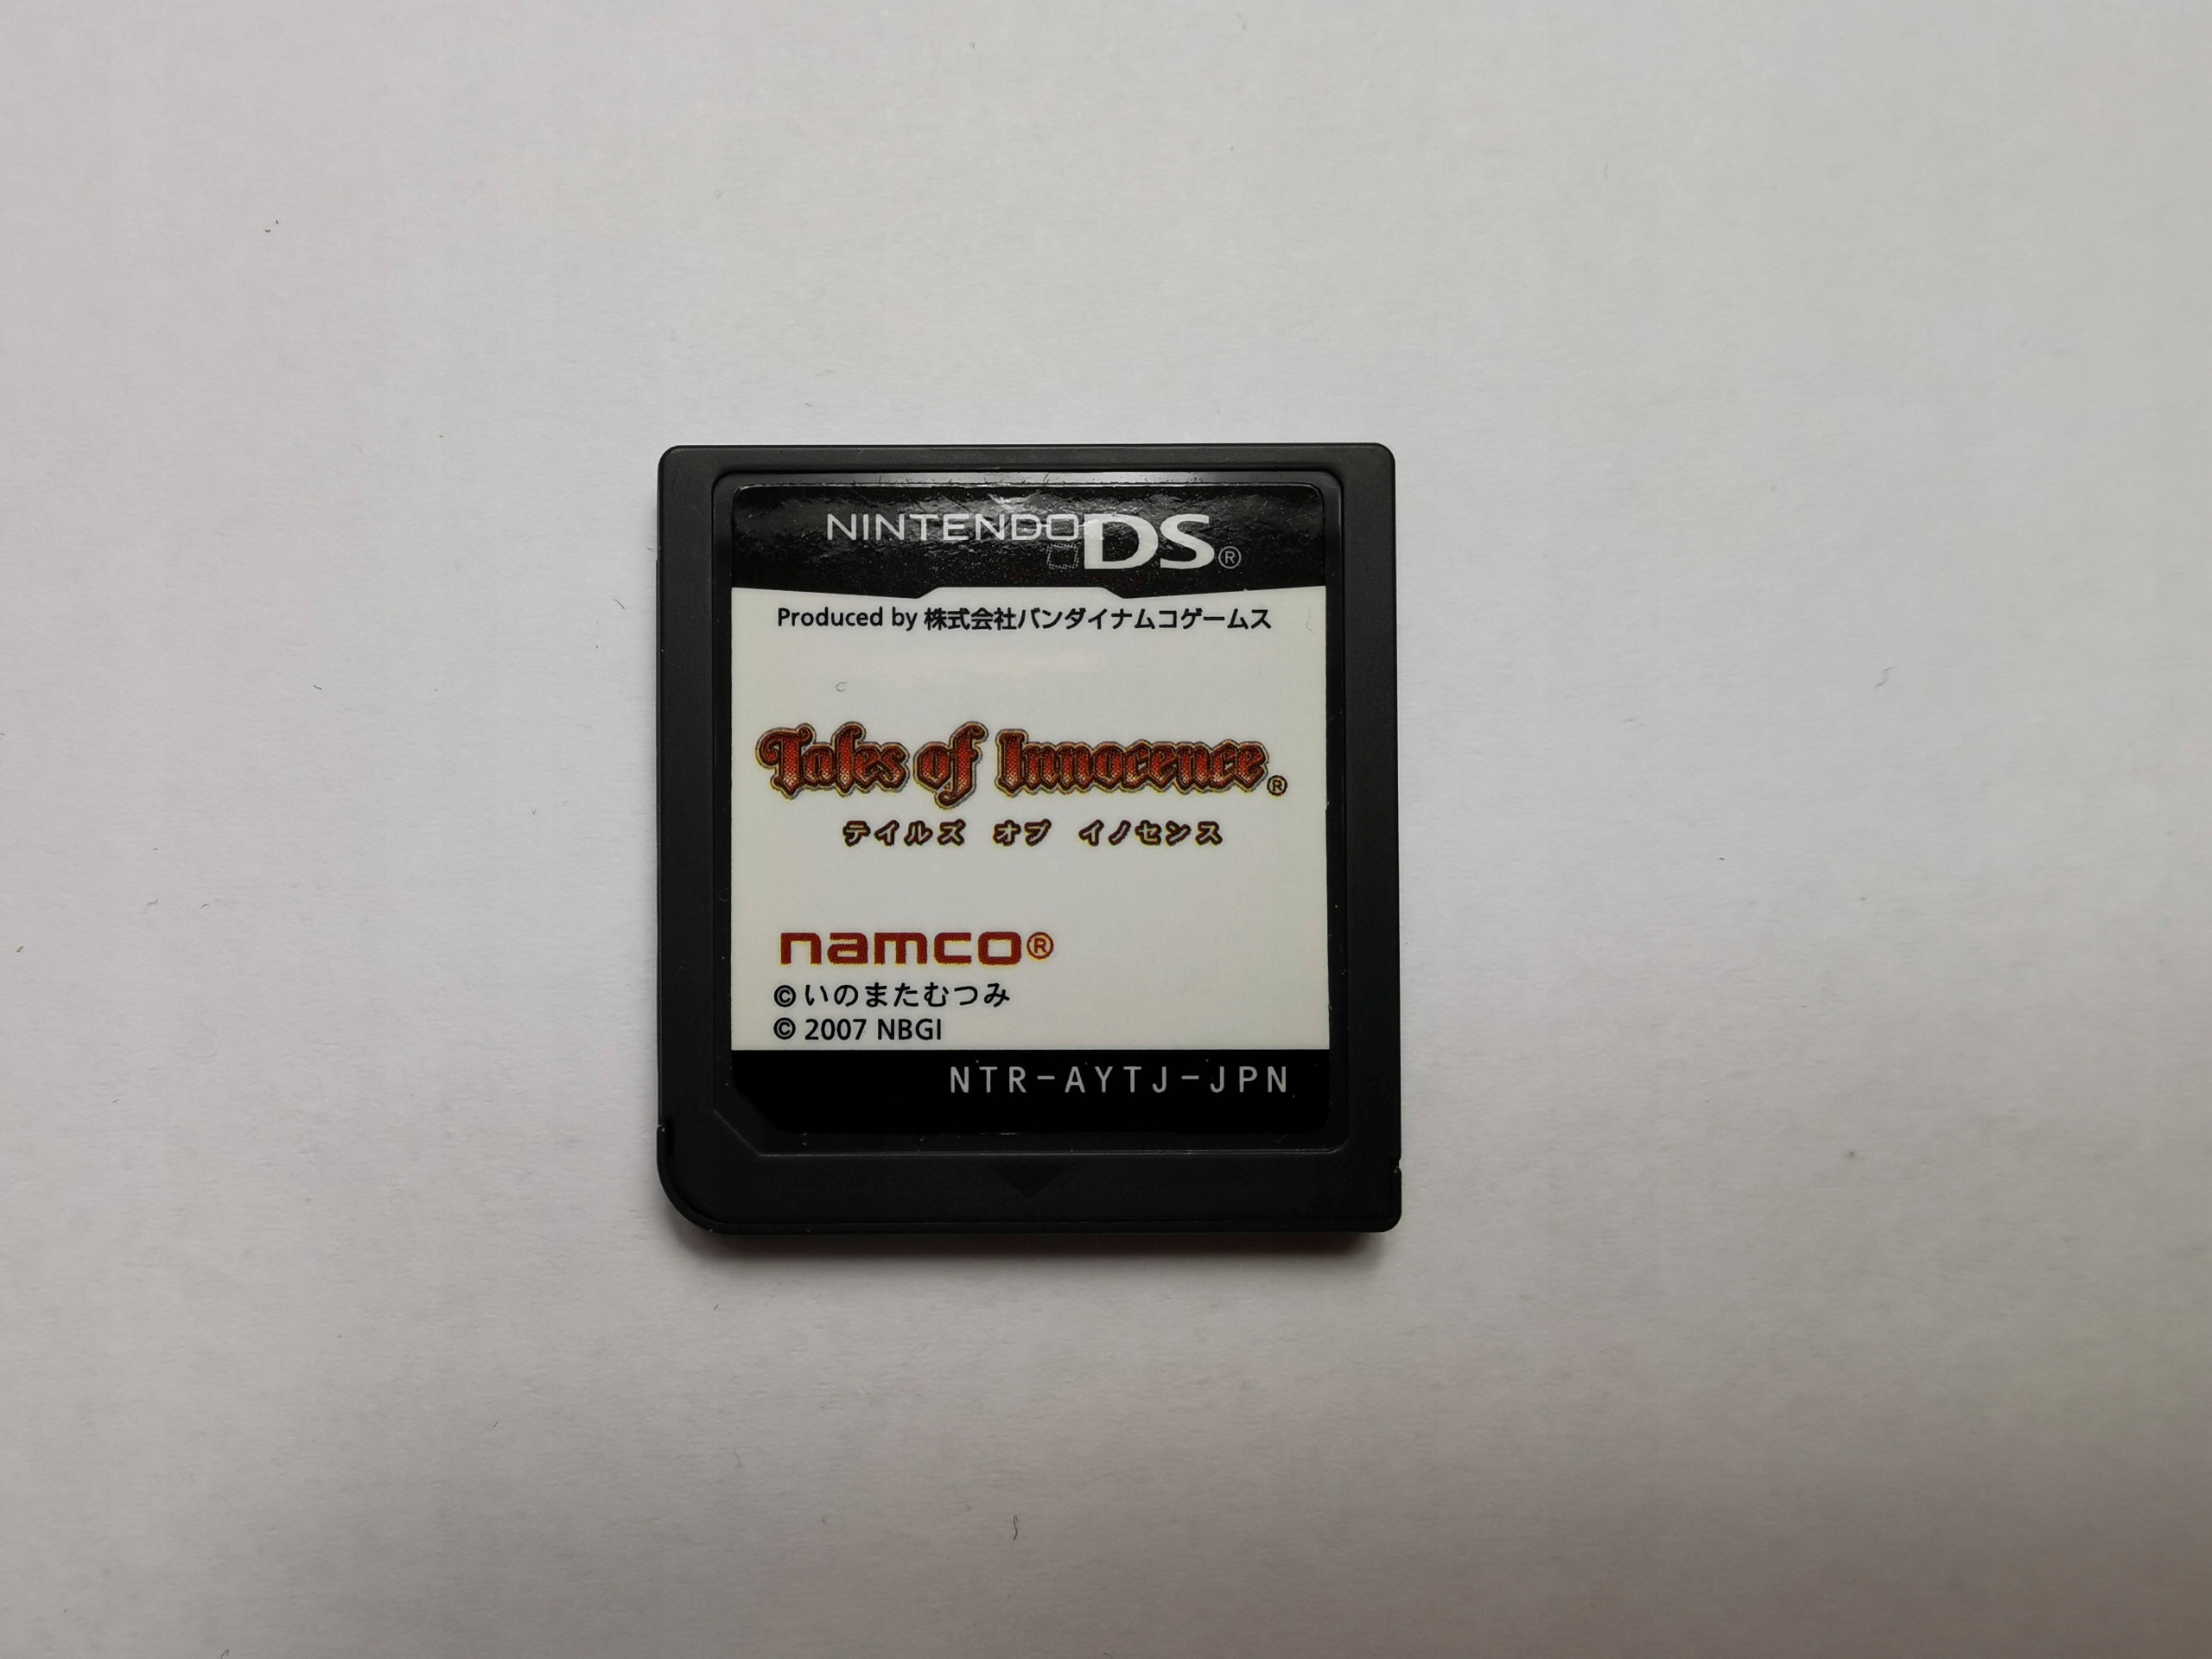 NINTENDO DS®
Produced by 株式会社バンダイナムコゲームス
Tales of Innocence®
テイルズ オブ イノセンス
namco®
© いのまたむつみ
© 2007 NBGI
NTR-AYTJ-JPN